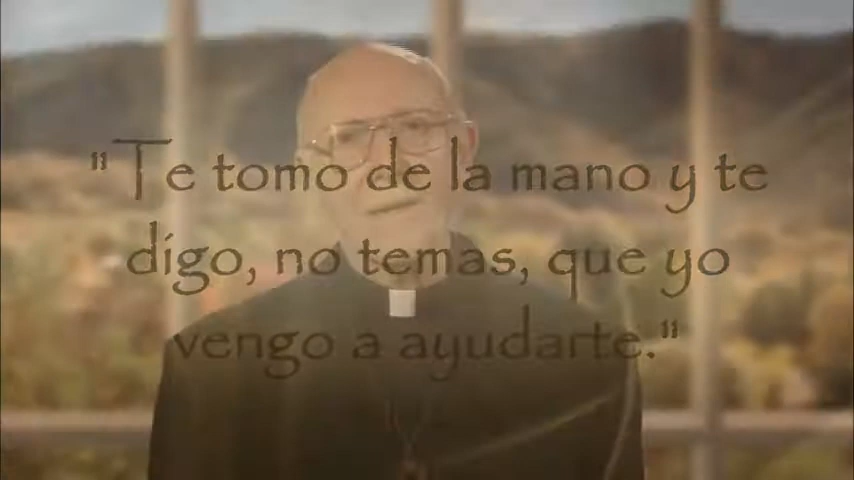 "Te tomo de la mano y te
digo, no temas, que yo
vengo a ayudarte."